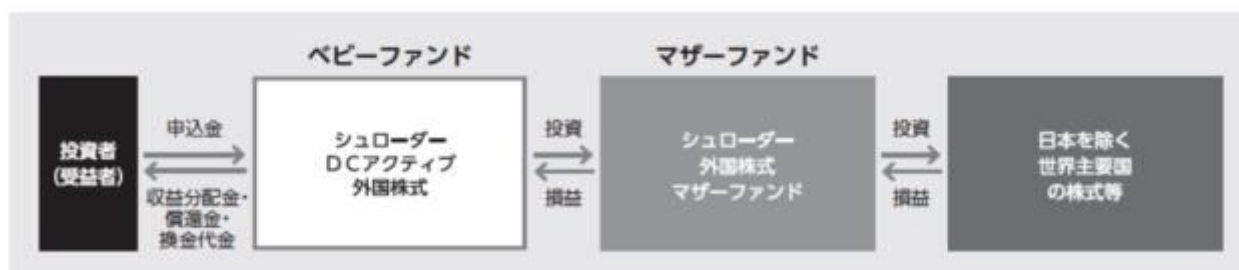 ベビーファンド
マザーファンド
投資者
(受益者)
申込金
収益分配金・
償還金・
換金代金
シュローダー
DCアクティブ
外国株式
投資
損益
シュローダー
外国株式
マザーファンド
投資
損益
日本を除く
世界主要国
の株式等